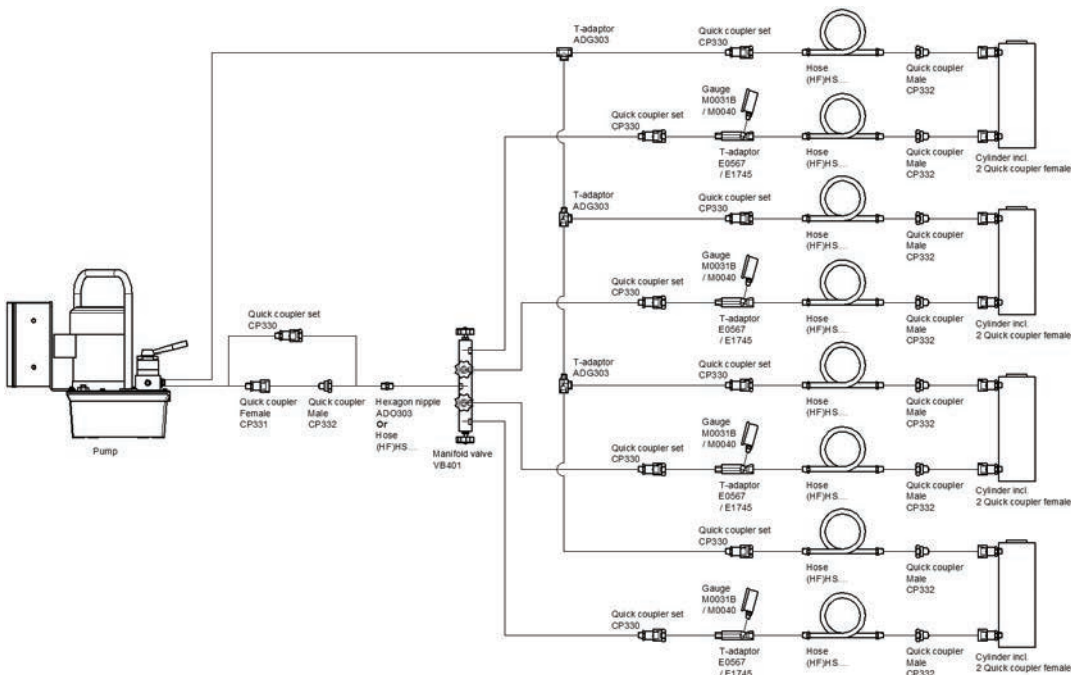 T-adaptor
ADG303
Quick coupler set
CP330
Hose
(HF)HS...
Quick coupler
Male
CP332
Gauge
M0031B
/ M0040
Quick coupler set
CP330
T-adaptor
E0567
/ E1745
Hose
(HF)HS...
Quick coupler
Male
CP332
Cylinder incl.
2 Quick coupler female
T-adaptor
ADG303
Quick coupler set
CP330
Hose
(HF)HS...
Quick coupler
Male
CP332
Gauge
M0031B
/ M0040
Quick coupler set
CP330
T-adaptor
E0567
/ E1745
Hose
(HF)HS...
Quick coupler
Male
CP332
Cylinder incl.
2 Quick coupler female
Quick coupler set
CP330
Pump
Quick coupler
Female
CP331
Quick coupler
Male
CP332
Hexagon nipple
ADO303
Or
Hose
(HF)HS...
Manifold valve
VB401
T-adaptor
ADG303
Quick coupler set
CP330
Hose
(HF)HS...
Quick coupler
Male
CP332
Gauge
M0031B
/ M0040
Quick coupler set
CP330
T-adaptor
E0567
/ E1745
Hose
(HF)HS...
Quick coupler
Male
CP332
Cylinder incl.
2 Quick coupler female
Quick coupler set
CP330
Hose
(HF)HS...
Quick coupler
Male
CP332
Gauge
M0031B
/ M0040
Quick coupler set
CP330
T-adaptor
E0567
/ E1745
Hose
(HF)HS...
Quick coupler
Male
CP332
Cylinder incl.
2 Quick coupler female